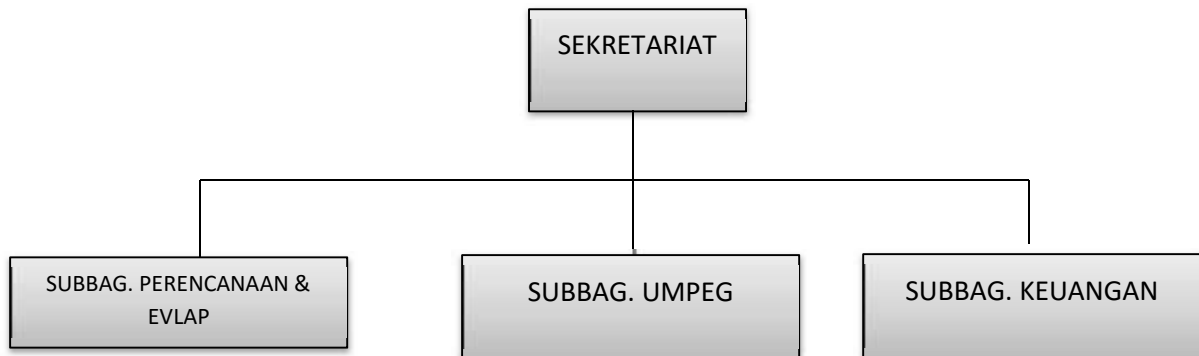 SEKRETARIAT
SUBBAG. PERENCANAAN &
EVLAP
SUBBAG. UMPEG
SUBBAG. KEUANGAN